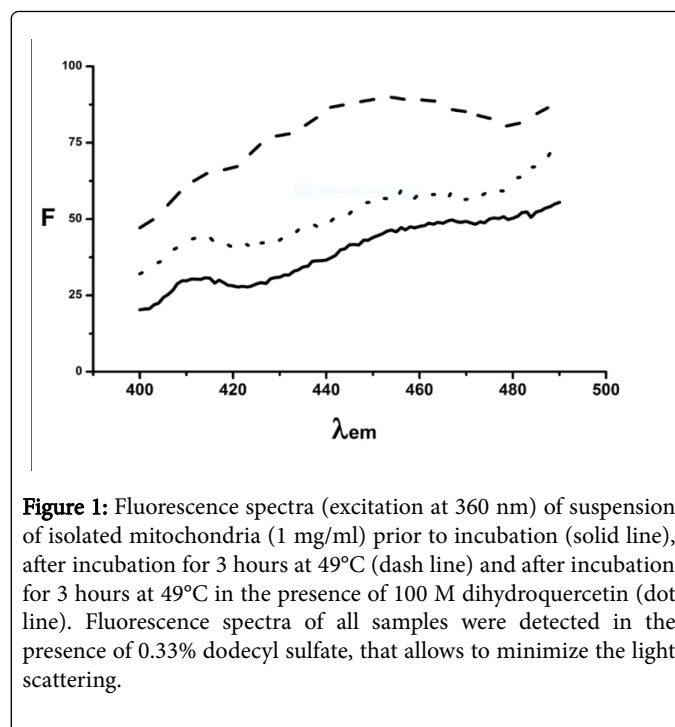 100
75
F
50
25
0
400 420 440 460 480 500
λem
Figure 1: Fluorescence spectra (excitation at 360 nm) of suspension
of isolated mitochondria (1 mg/ml) prior to incubation (solid line),
after incubation for 3 hours at 49°C (dash line) and after incubation
for 3 hours at 49°C in the presence of 100 M dihydroquercetin (dot
line). Fluorescence spectra of all samples were detected in the
presence of 0.33% dodecyl sulfate, that allows to minimize the light
scattering.